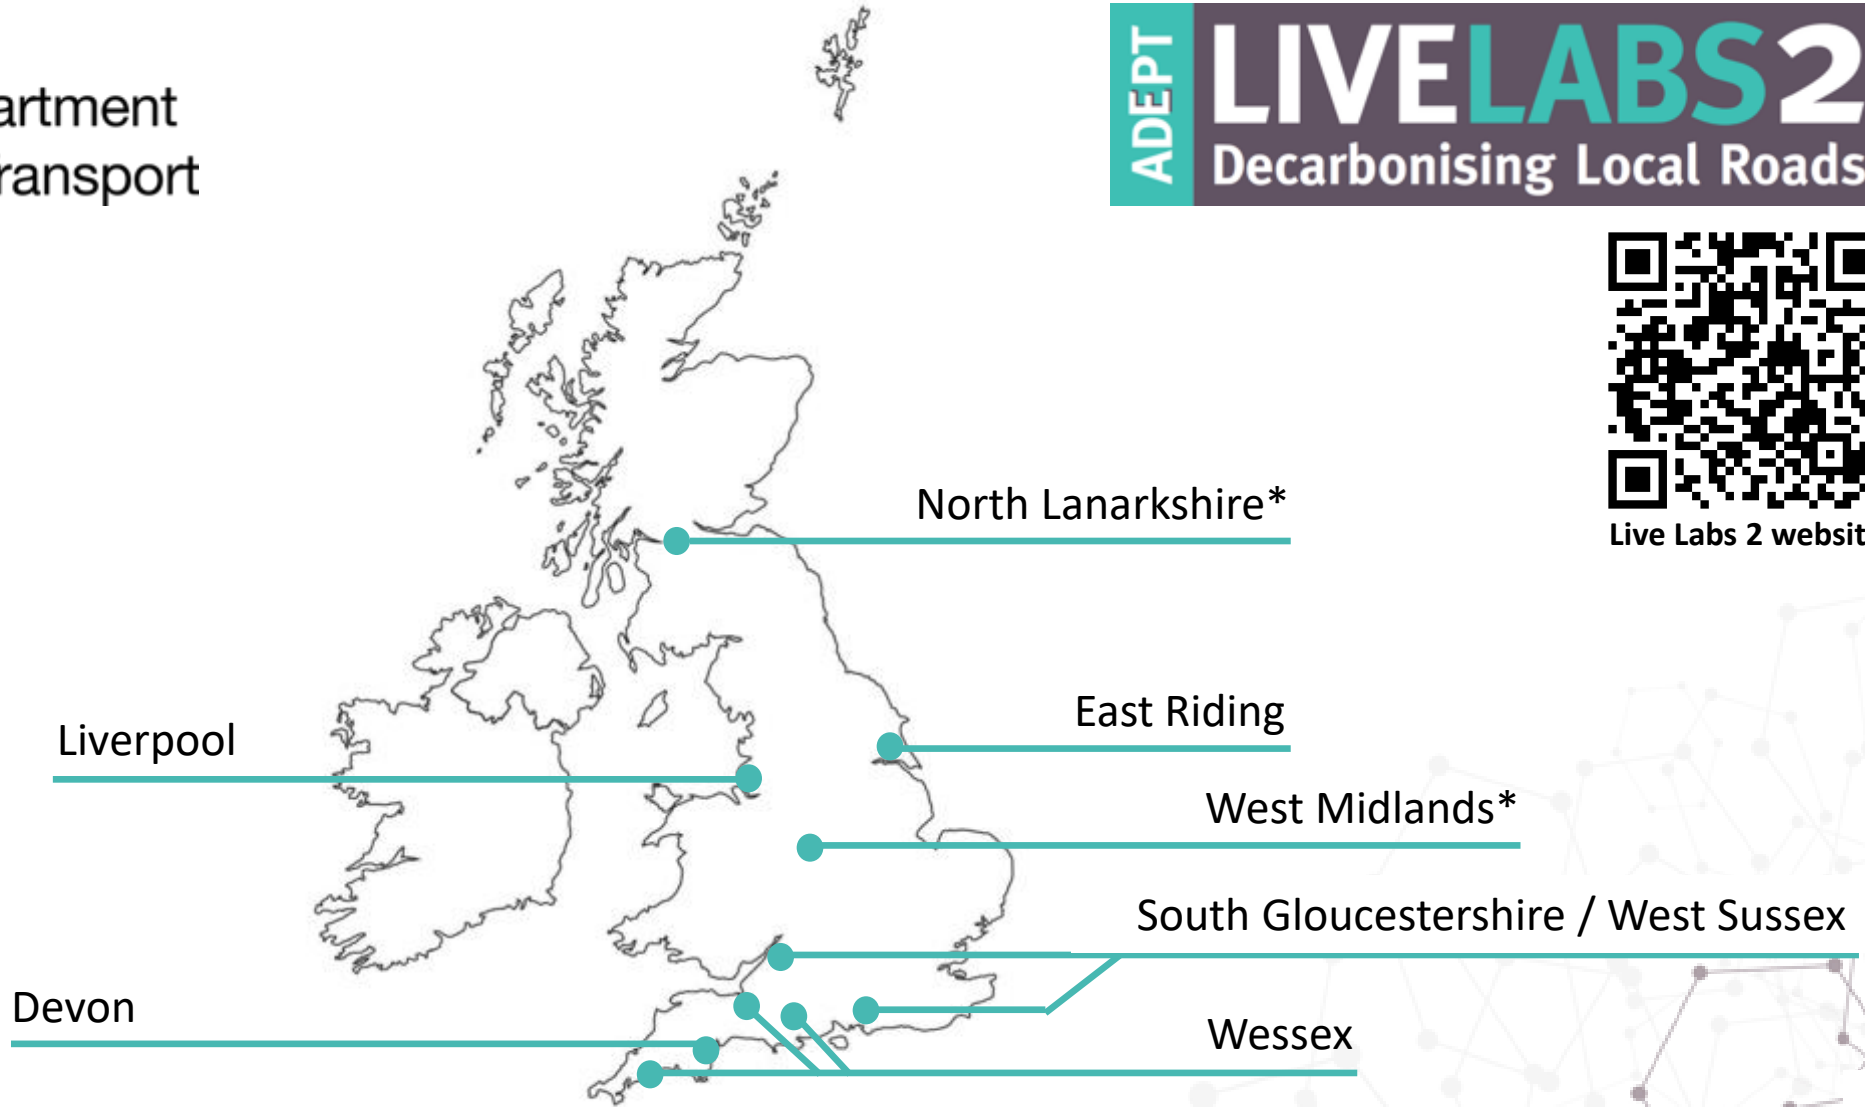 artment
ransport
ADEPT
LIVELABS2
Decarbonising Local Roads
Live Labs 2 websit
North Lanarkshire*
East Riding
Liverpool
West Midlands*
South Gloucestershire / West Sussex
Devon
Wessex